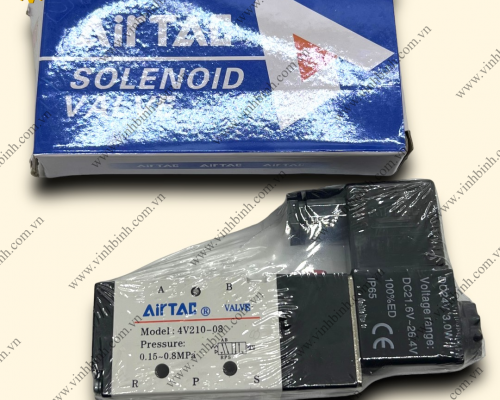 AirTAC
SOLENOID
VALVE
AirTAC AirTAC AirTAC
A B
AirTAC ® VALVE
Model: 4V210-08
Pressure:
0.15-0.8MPa
R P S
DC24V 3.0W
Voltage range:
DC21.6V~26.4V
100%ED
IP65
CE
www.vinhbinh.com.vn